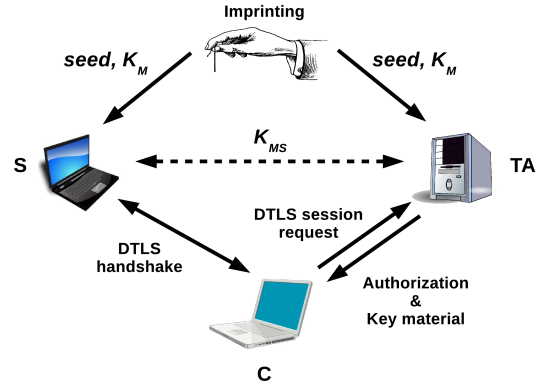 Imprinting
seed, K_M
seed, K_M
K_MS
S
TA
DTLS session
request
DTLS
handshake
Authorization
&
Key material
C